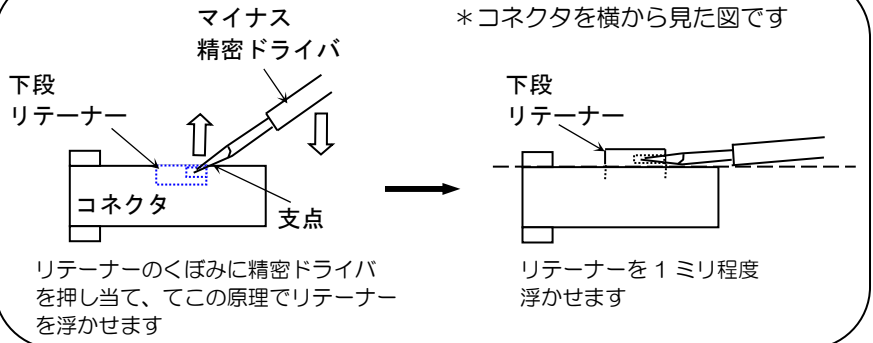 マイナス
精密ドライバ
＊コネクタを横から見た図です
下段
リテーナー
コネクタ
支点
リテーナーのくぼみに精密ドライバ
を押し当て、てこの原理でリテーナー
を浮かせます
下段
リテーナー
リテーナーを 1 ミリ程度
浮かせます